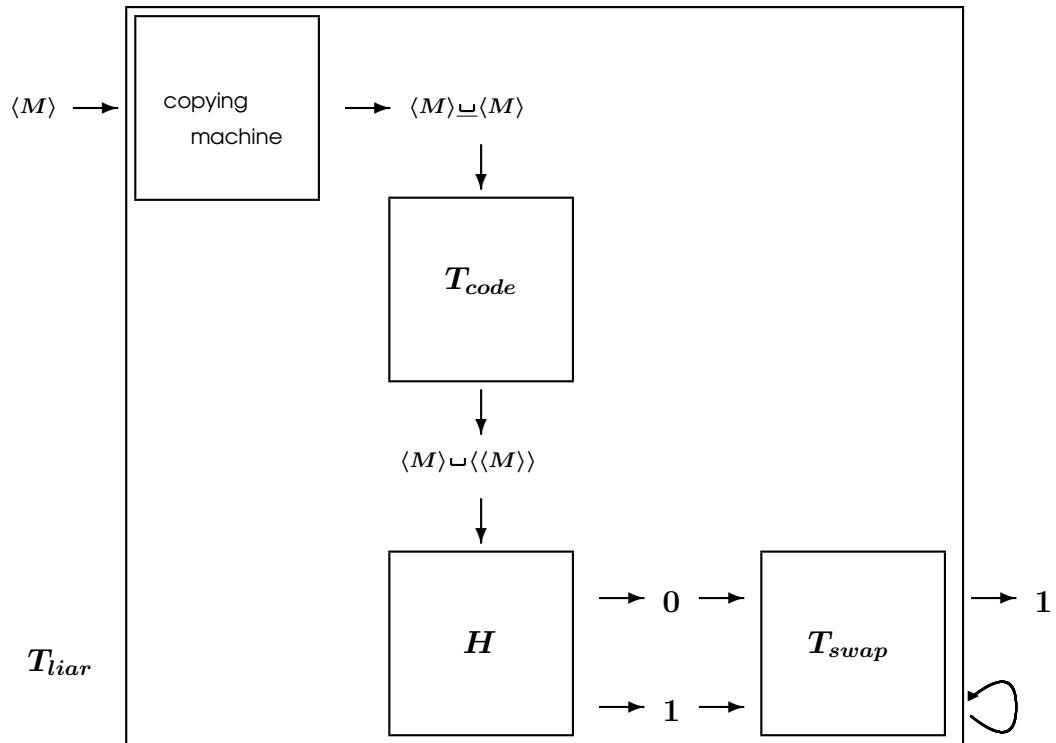 ⟨M⟩
copying
machine
⟨M⟩␣⟨M⟩
T_code
⟨M⟩␣⟨⟨M⟩⟩
H
0
1
T_swap
1
T_liar